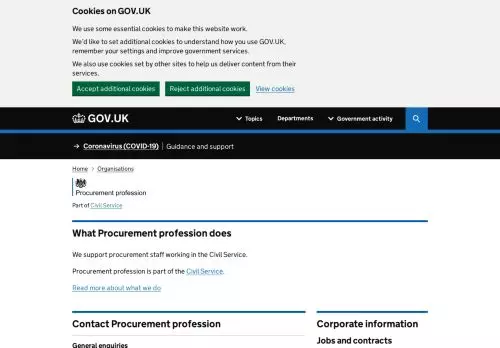 Cookies on GOV.UK
We use some essential cookies to make this website work.
We'd like to set additional cookies to understand how you use GOV.UK,
remember your settings and improve government services.
We also use cookies set by other sites to help us deliver content from their
services.
Accept additional cookies Reject additional cookies View cookies
GOV.UK Topics Departments Government activity
→ Coronavirus (COVID-19) Guidance and support
Home > Organisations
Procurement profession
Part of Civil Service
What Procurement profession does
We support procurement staff working in the Civil Service.
Procurement profession is part of the Civil Service.
Read more about what we do
Contact Procurement profession Corporate information
General enquiries Jobs and contracts